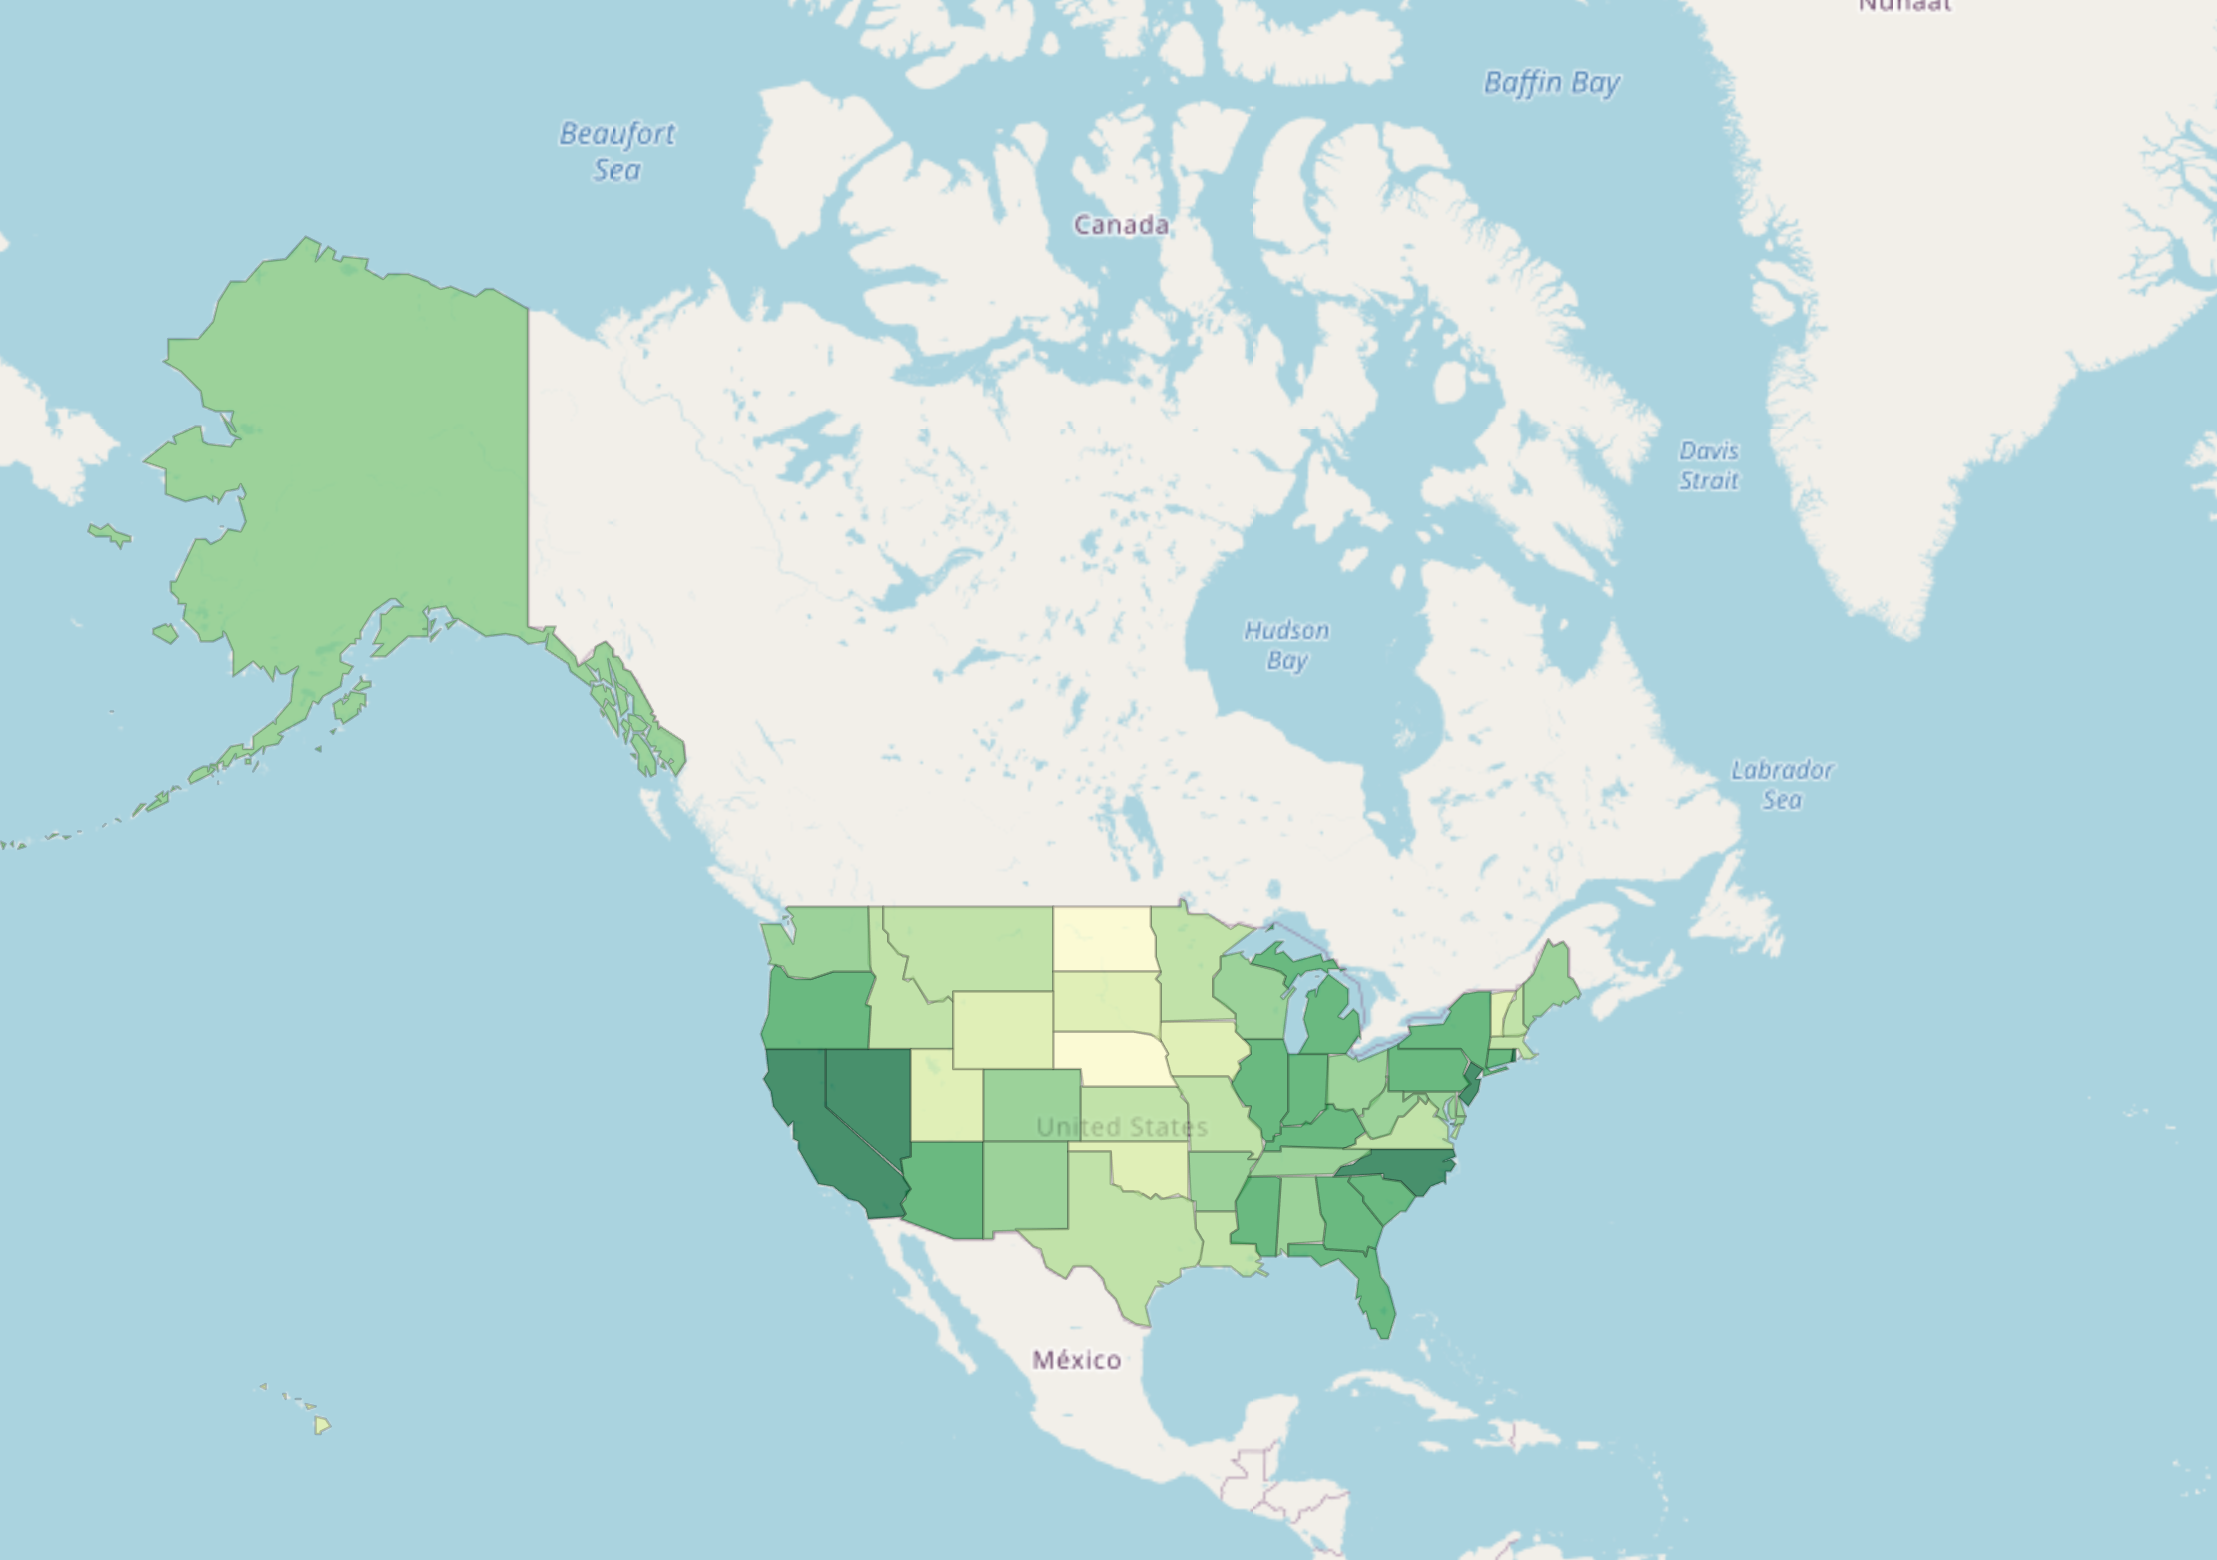 Nunaat
Baffin Bay
Beaufort
Sea
Canada
Davis
Strait
Hudson
Bay
Labrador
Sea
United States
México